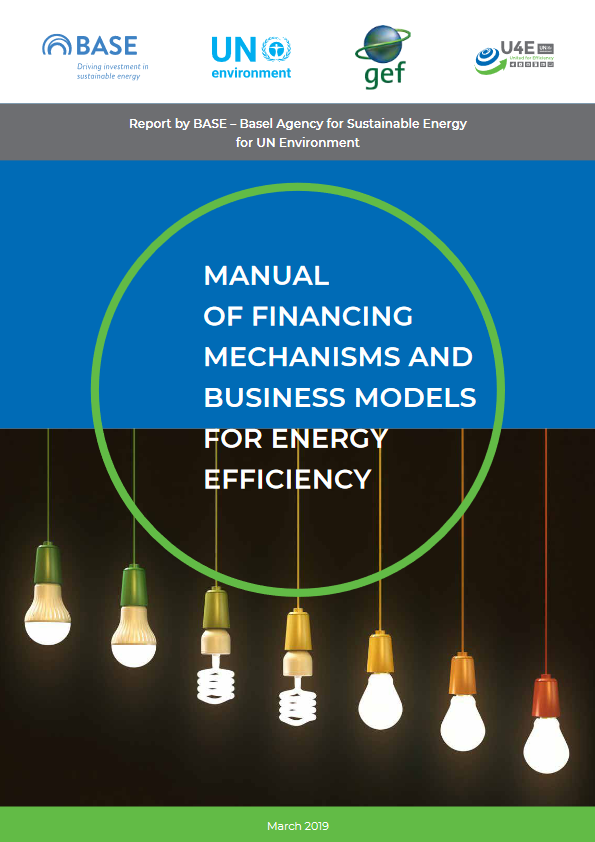 BASE
Driving investment in
sustainable energy
UN
environment
gef
U4E
United for Efficiency
Report by BASE – Basel Agency for Sustainable Energy
for UN Environment
MANUAL
OF FINANCING
MECHANISMS AND
BUSINESS MODELS
FOR ENERGY
EFFICIENCY
March 2019